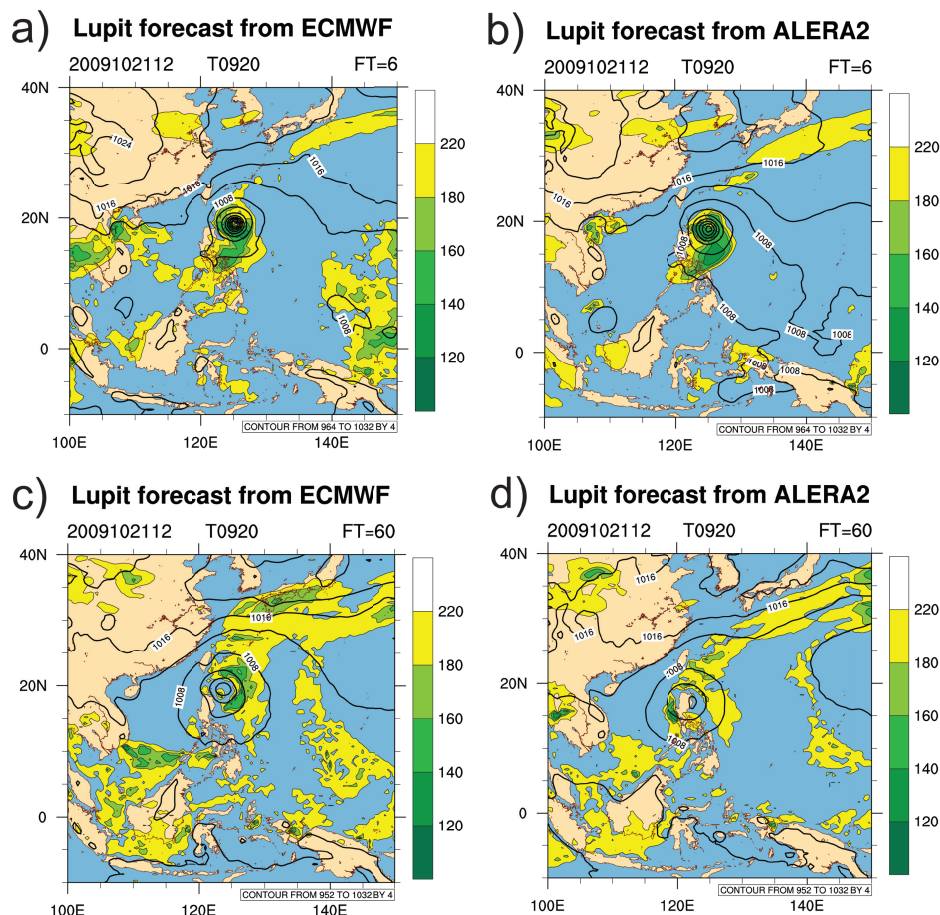 a) Lupit forecast from ECMWF
2009102112 T0920 FT=6
40N
20N
0
100E 120E 140E
1024
1016
1016
1016
1008
1008
CONTOUR FROM 964 TO 1032 BY 4
220
180
160
140
120
b) Lupit forecast from ALERA2
2009102112 T0920 FT=6
40N
20N
0
100E 120E 140E
1016
1016
1016
1008
1008
1008
1008
1008
1008
1008
1008
CONTOUR FROM 964 TO 1032 BY 4
220
180
160
140
120
c) Lupit forecast from ECMWF
2009102112 T0920 FT=60
40N
20N
0
100E 120E 140E
1016
1016
1008
1008
CONTOUR FROM 952 TO 1032 BY 4
220
180
160
140
120
d) Lupit forecast from ALERA2
2009102112 T0920 FT=60
40N
20N
0
100E 120E 140E
1016
1016
1016
1016
1008
CONTOUR FROM 952 TO 1032 BY 4
220
180
160
140
120